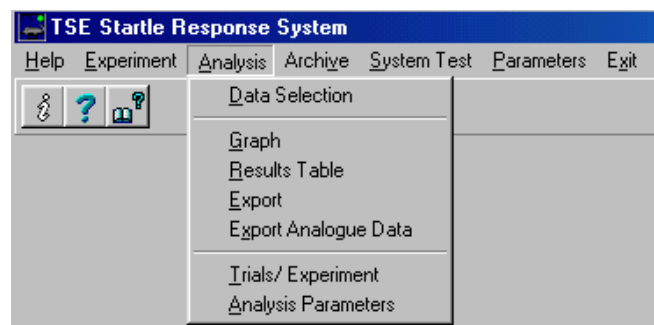 TSE Startle Response System
Help Experiment Analysis Archive System Test Parameters Exit
Data Selection
Graph
Results Table
Export
Export Analogue Data
Trials/ Experiment
Analysis Parameters